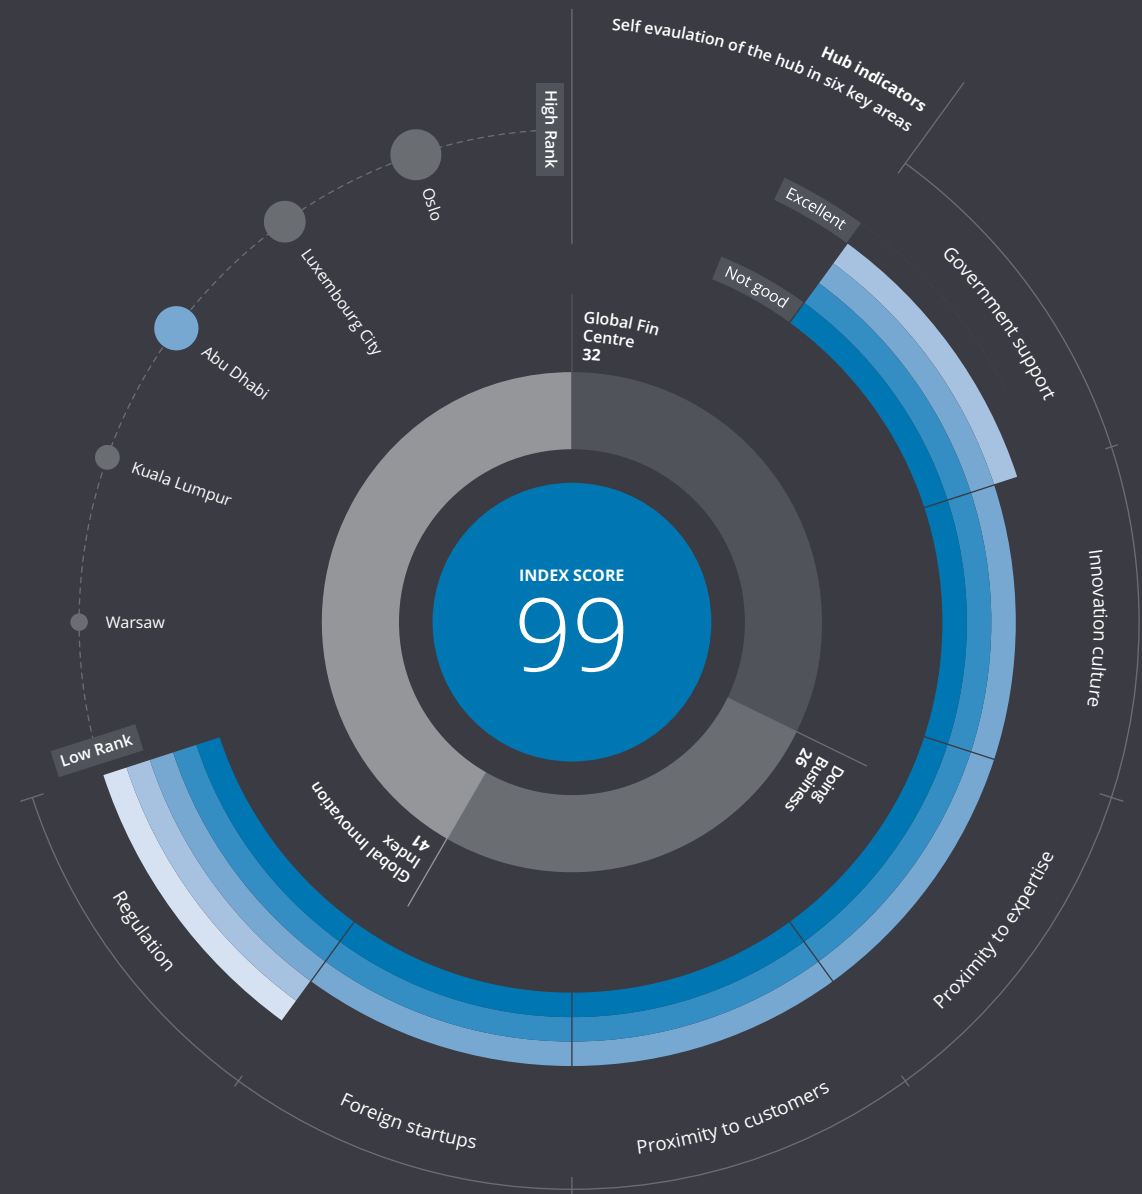 Hub indicators
Self evaulation of the hub in six key areas
High Rank
Oslo
Luxembourg City
Abu Dhabi
Kuala Lumpur
Warsaw
Low Rank
Excellent
Not good
Government support
Innovation culture
Proximity to expertise
Proximity to customers
Foreign startups
Regulation
Global Fin
Centre
32
Doing
Business
26
Global Innovation
Index
41
INDEX SCORE
99